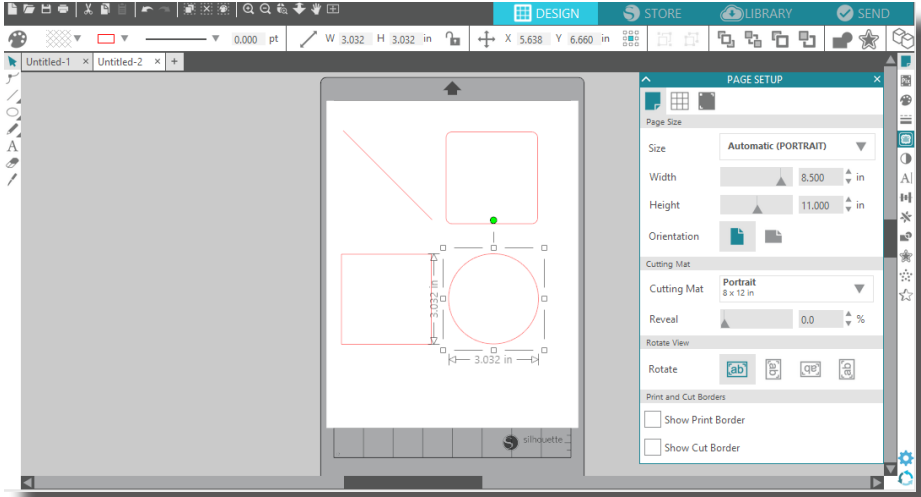 DESIGN
STORE
LIBRARY
SEND
0.000 pt
W 3.032 H 3.032 in
X 5.638 Y 6.660 in
Untitled-1 ×
Untitled-2 ×
+
A
3.032 in
3.032 in
silhouette
PAGE SETUP
Page Size
Size Automatic (PORTRAIT)
Width 8.500 in
Height 11.000 in
Orientation
Cutting Mat
Cutting Mat Portrait
8 x 12 in
Reveal 0.0 %
Rotate View
Rotate ab ab ab ab
Print and Cut Borders
Show Print Border
Show Cut Border
A